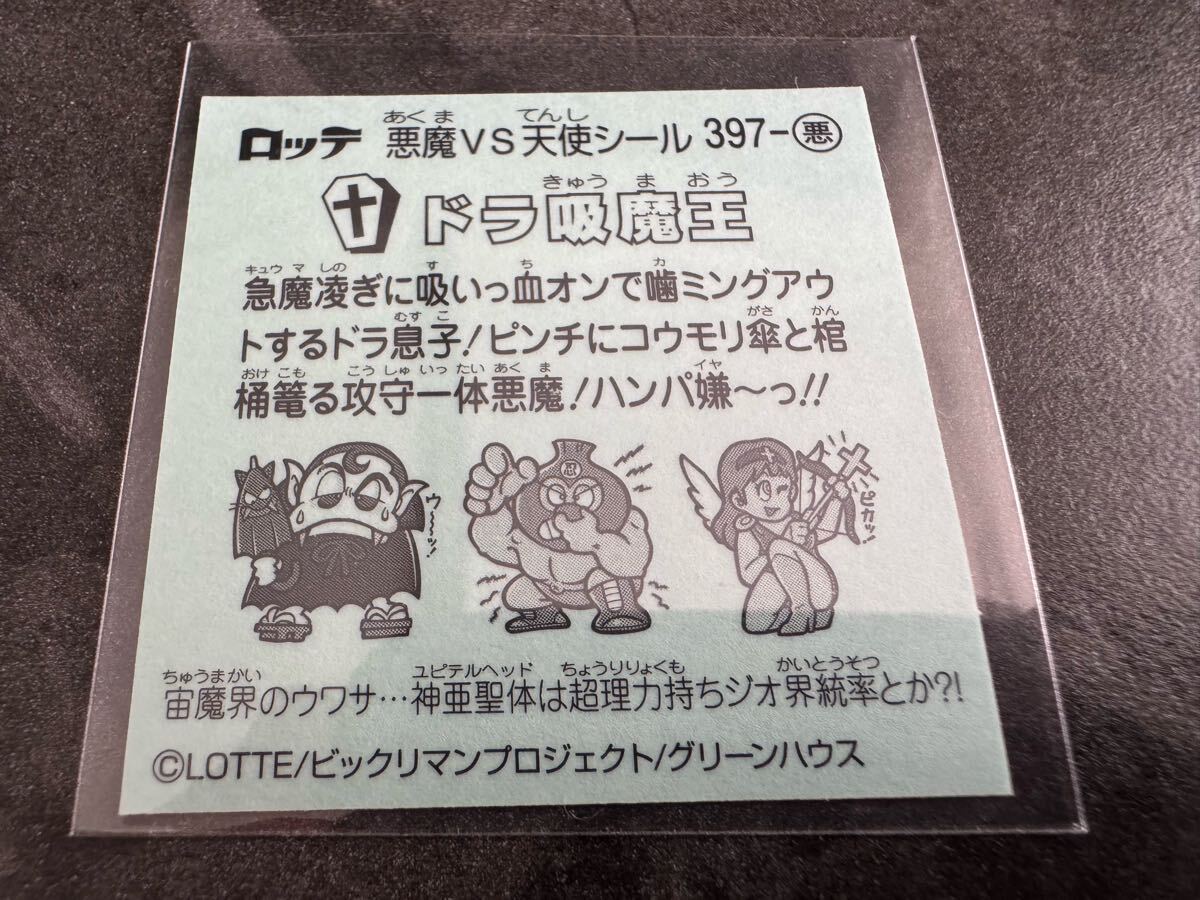 ロッテ 悪魔VS天使シール 397-悪
あくま てんし
ドラ吸魔王
きゅうまおう
急魔凌ぎに吸いっ血オンで噛ミングアウ
キュウマしの す ち カ
トするドラ息子!ピンチにコウモリ傘と棺
むすこ がさ かん
桶篭る攻守一体悪魔!ハンパ嫌〜っ!!
おけこも こうしゅいったいあくま イヤ
ウ〜ッ!
忍
ピカッ!
宙魔界のウワサ…神亜聖体は超理力持ちジオ界統率とか?!
ちゅうまかい ユピテルヘッド ちょうりりょくも かいとうそつ
©LOTTE/ビックリマンプロジェクト/グリーンハウス